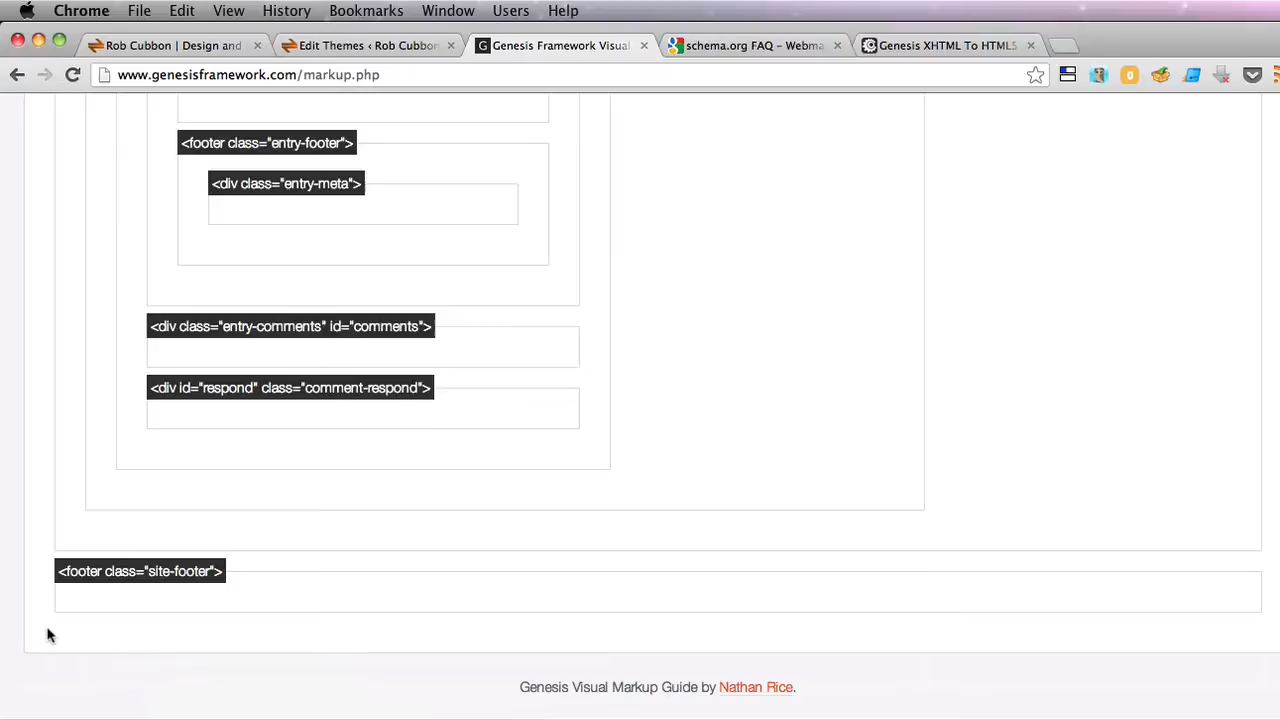 Chrome File Edit View History Bookmarks Window Users Help
Rob Cubbon | Design and
Edit Themes ‹ Rob Cubbon
Genesis Framework Visual
schema.org FAQ – Webma
Genesis XHTML To HTML5
www.genesisframework.com/markup.php
<footer class="entry-footer">
<div class="entry-meta">
<div class="entry-comments" id="comments">
<div id="respond" class="comment-respond">
<footer class="site-footer">
Genesis Visual Markup Guide by Nathan Rice.